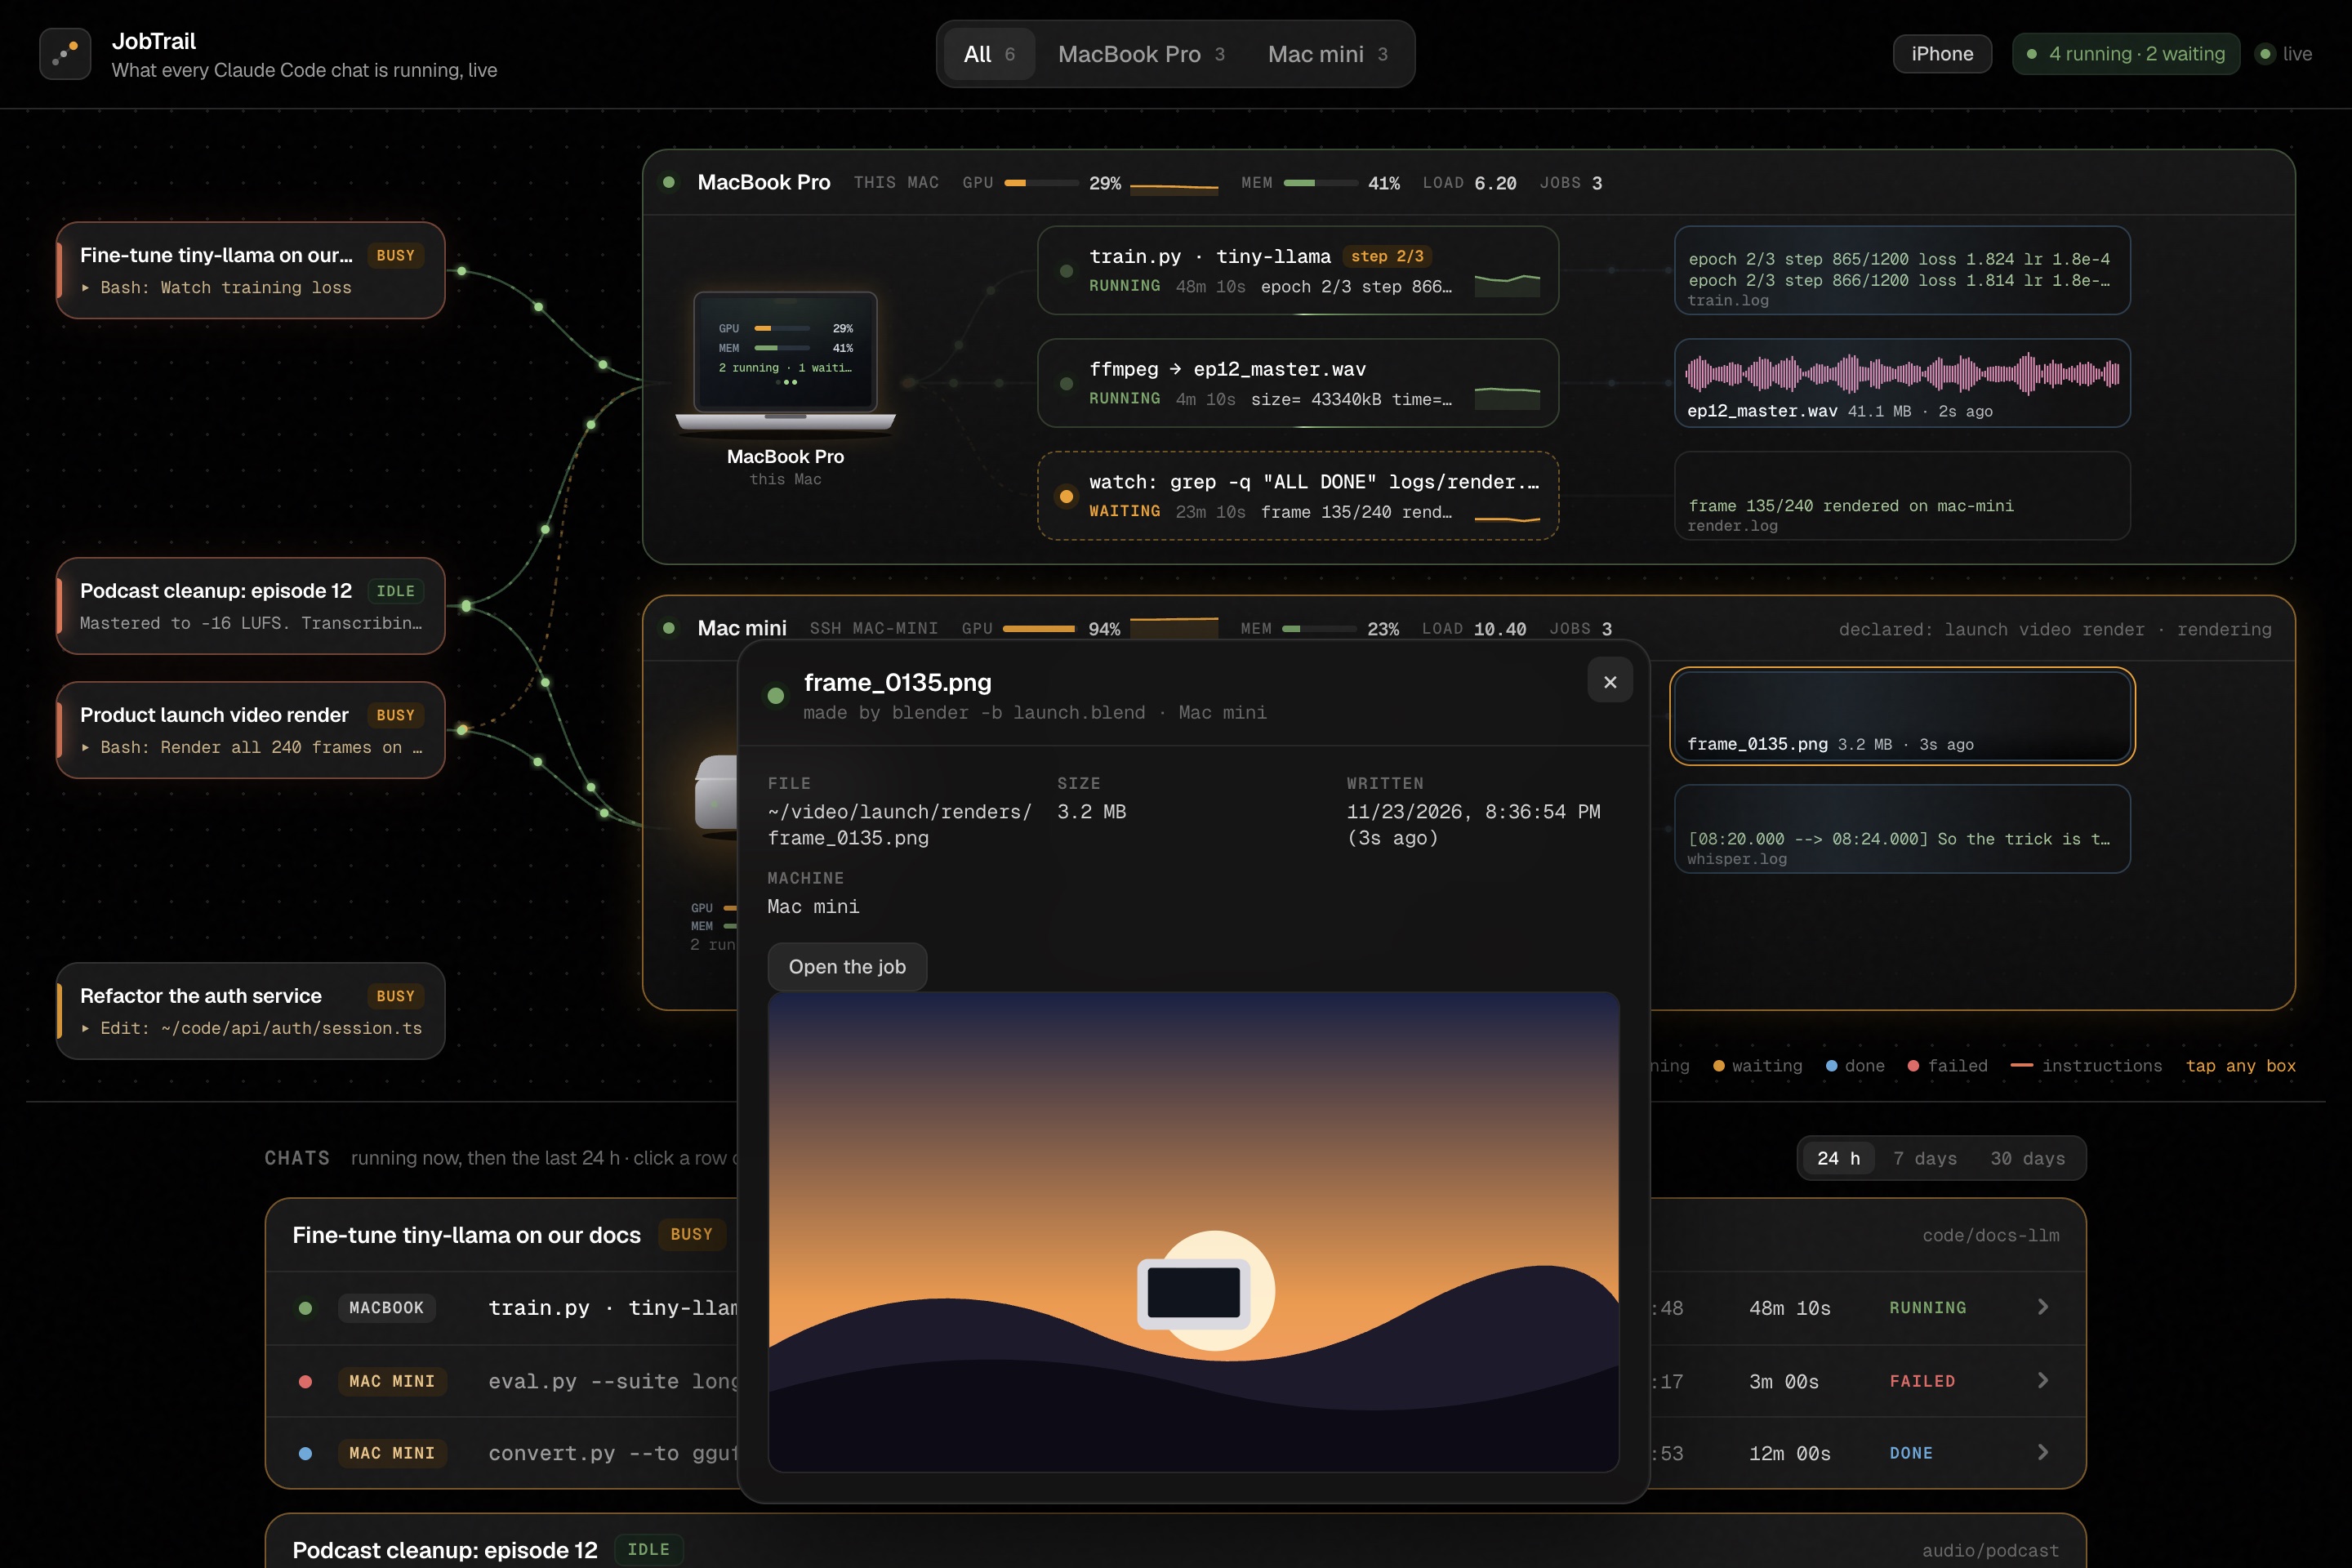 JobTrail
What every Claude Code chat is running, live
All 6
MacBook Pro 3
Mac mini 3
iPhone
4 running · 2 waiting
live
Fine-tune tiny-llama on our…
BUSY
▸ Bash: Watch training loss
Podcast cleanup: episode 12
IDLE
Mastered to -16 LUFS. Transcribin…
Product launch video render
BUSY
▸ Bash: Render all 240 frames on …
Refactor the auth service
BUSY
▸ Edit: ~/code/api/auth/session.ts
MacBook Pro THIS MAC GPU 29% MEM 41% LOAD 6.20 JOBS 3
GPU 29%
MEM 41%
2 running · 1 waiti…
MacBook Pro
this Mac
train.py · tiny-llama step 2/3
RUNNING 48m 10s epoch 2/3 step 866…
ffmpeg → ep12_master.wav
RUNNING 4m 10s size= 43340kB time=…
watch: grep -q "ALL DONE" logs/render.…
WAITING 23m 10s frame 135/240 rend…
epoch 2/3 step 865/1200 loss 1.824 lr 1.8e-4
epoch 2/3 step 866/1200 loss 1.814 lr 1.8e-…
train.log
ep12_master.wav 41.1 MB · 2s ago
frame 135/240 rendered on mac-mini
render.log
Mac mini SSH MAC-MINI GPU 94% MEM 23% LOAD 10.40 JOBS 3
declared: launch video render · rendering
GPU
MEM
2 run
frame_0135.png 3.2 MB · 3s ago
[08:20.000 --> 08:24.000] So the trick is t…
whisper.log
frame_0135.png
made by blender -b launch.blend · Mac mini
×
FILE
~/video/launch/renders/
frame_0135.png
SIZE
3.2 MB
WRITTEN
11/23/2026, 8:36:54 PM
(3s ago)
MACHINE
Mac mini
Open the job
waiting done failed instructions tap any box
CHATS running now, then the last 24 h · click a row
24 h 7 days 30 days
Fine-tune tiny-llama on our docs BUSY
code/docs-llm
MACBOOK train.py · tiny-llam
:48 48m 10s RUNNING
MAC MINI eval.py --suite long
:17 3m 00s FAILED
MAC MINI convert.py --to gguf
:53 12m 00s DONE
Podcast cleanup: episode 12 IDLE
audio/podcast